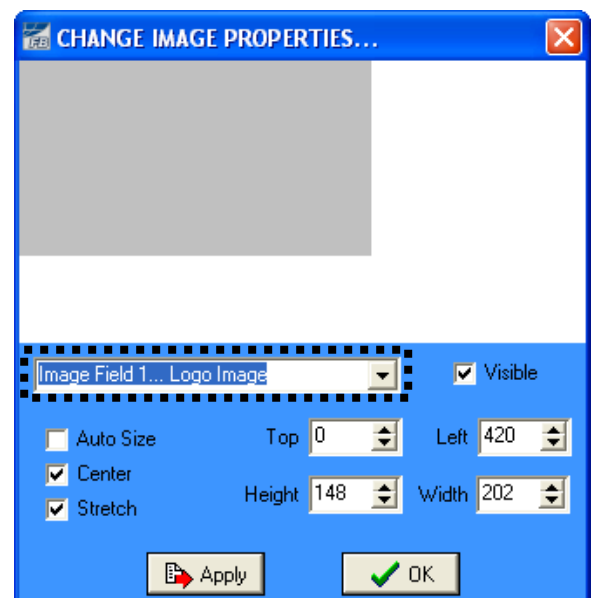 FB CHANGE IMAGE PROPERTIES...
Image Field 1... Logo Image
Visible
Auto Size Top 0 Left 420
Center
Stretch Height 148 Width 202
Apply OK